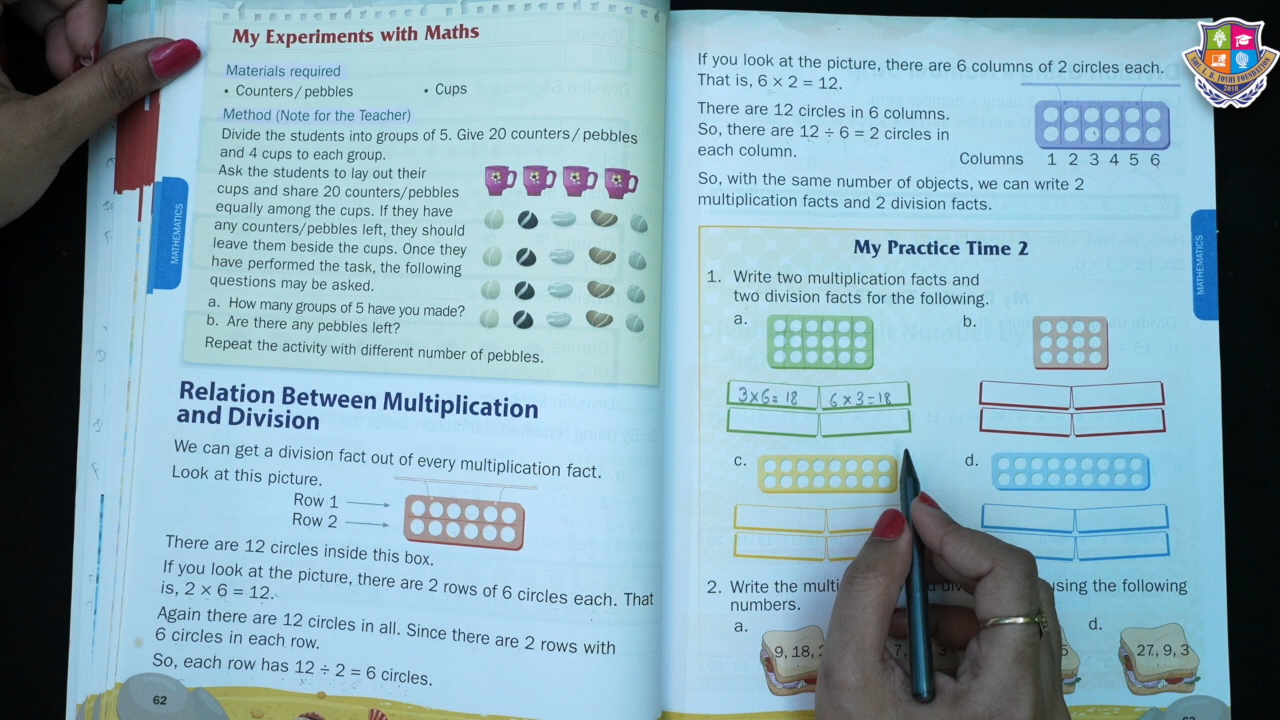 My Experiments with Maths
Materials required
• Counters / pebbles • Cups
Method (Note for the Teacher)
Divide the students into groups of 5. Give 20 counters / pebbles
and 4 cups to each group.
Ask the students to lay out their
cups and share 20 counters/pebbles
equally among the cups. If they have
any counters/pebbles left, they should
leave them beside the cups. Once they
have performed the task, the following
questions may be asked.
a. How many groups of 5 have you made?
b. Are there any pebbles left?
Repeat the activity with different number of pebbles.
MATHEMATICS
Relation Between Multiplication
and Division
We can get a division fact out of every multiplication fact.
Look at this picture.
Row 1
Row 2
There are 12 circles inside this box.
If you look at the picture, there are 2 rows of 6 circles each. That
is, 2 × 6 = 12.
Again there are 12 circles in all. Since there are 2 rows with
6 circles in each row.
So, each row has 12 ÷ 2 = 6 circles.
62
If you look at the picture, there are 6 columns of 2 circles each.
That is, 6 × 2 = 12.
There are 12 circles in 6 columns.
So, there are 12 ÷ 6 = 2 circles in
each column.
Columns 1 2 3 4 5 6
So, with the same number of objects, we can write 2
multiplication facts and 2 division facts.
MATHEMATICS
My Practice Time 2
1. Write two multiplication facts and
two division facts for the following.
a. b.
3×6=18 6×3=18
c. d.
2. Write the using the following
numbers.
a. d.
9, 18, 27, 9, 3
2018